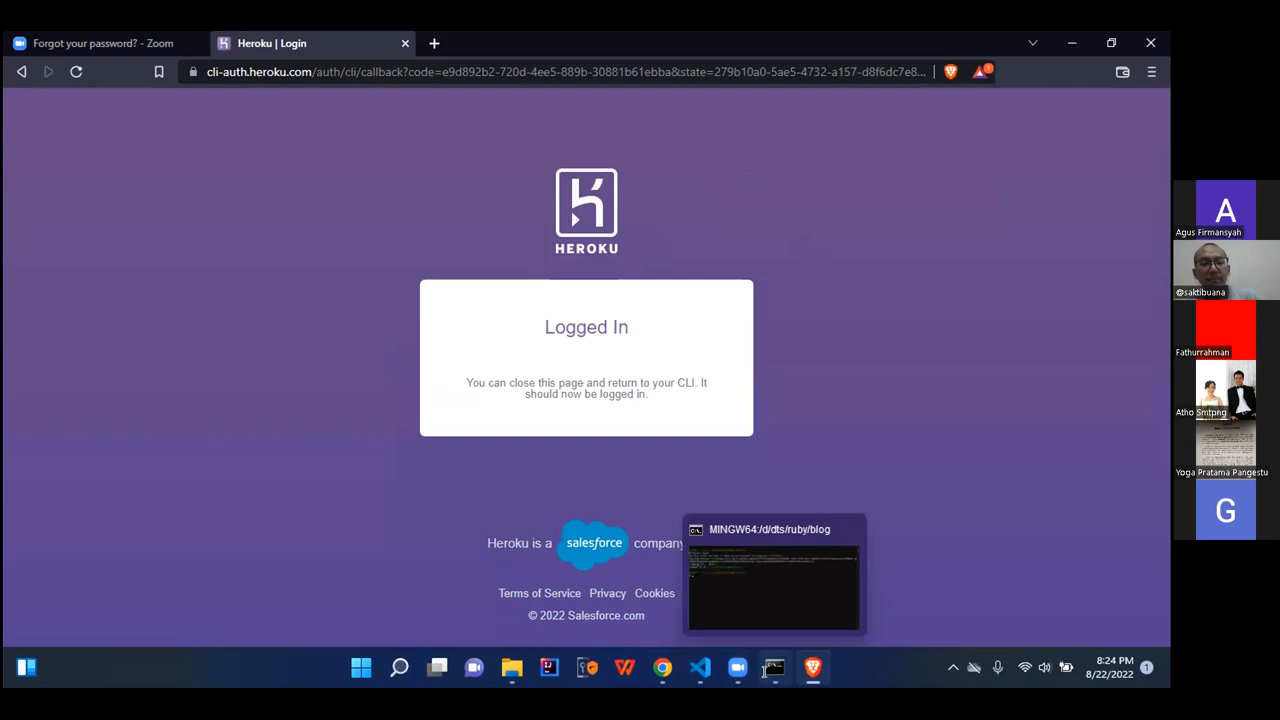 Forgot your password? - Zoom
Heroku | Login
cli-auth.heroku.com/auth/cli/callback?code=e9d892b2-720d-4ee5-889b-30881b61ebba&state=279b10a0-5ae5-4732-a157-d8f6dc7e8...
1
HEROKU
Logged In
You can close this page and return to your CLI. It
should now be logged in.
Heroku is a salesforce company
MINGW64:/d/dts/ruby/blog
Terms of Service Privacy Cookies
© 2022 Salesforce.com
8:24 PM
8/22/2022
1
A
Agus Firmansyah
@saktibuana
Fathurrahman
Atho Smtpng
Yoga Pratama Pangestu
G